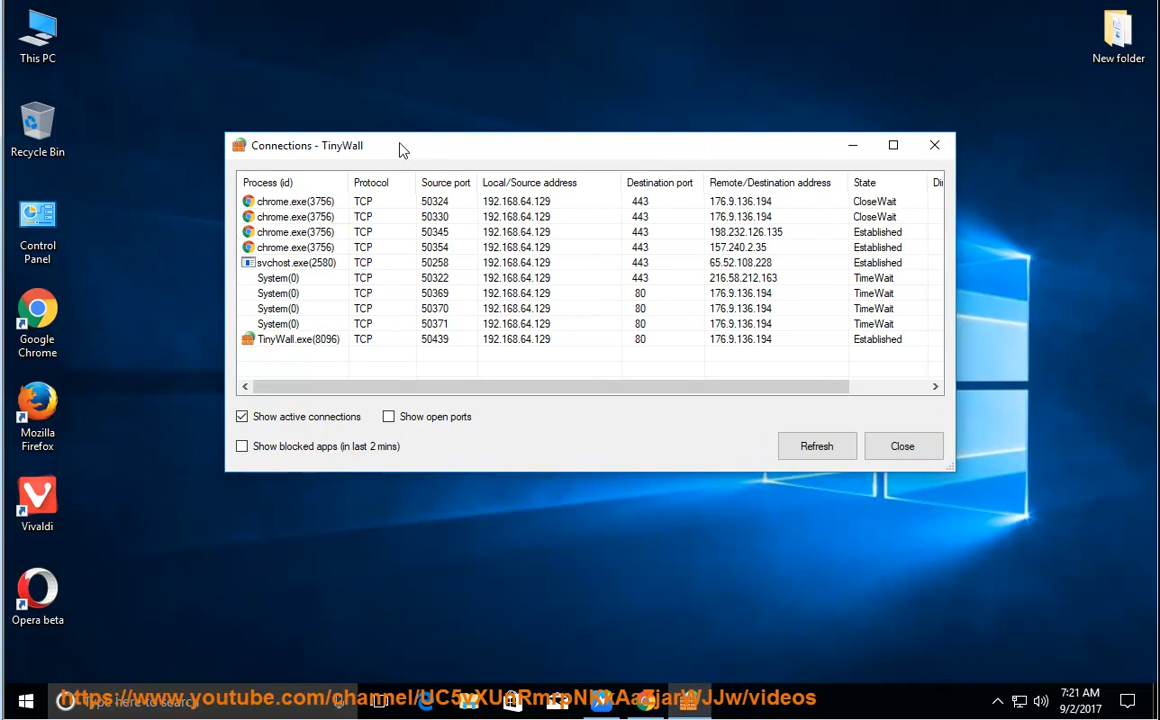 This PC
New folder
Recycle Bin
Control
Panel
Google
Chrome
Mozilla
Firefox
Vivaldi
Opera beta
Connections - TinyWall
Process (id) Protocol Source port Local/Source address Destination port Remote/Destination address State Di
chrome.exe(3756) TCP 50324 192.168.64.129 443 176.9.136.194 CloseWait
chrome.exe(3756) TCP 50330 192.168.64.129 443 176.9.136.194 CloseWait
chrome.exe(3756) TCP 50345 192.168.64.129 443 198.232.126.135 Established
chrome.exe(3756) TCP 50354 192.168.64.129 443 157.240.2.35 Established
svchost.exe(2580) TCP 50258 192.168.64.129 443 65.52.108.228 Established
System(0) TCP 50322 192.168.64.129 443 216.58.212.163 TimeWait
System(0) TCP 50369 192.168.64.129 80 176.9.136.194 TimeWait
System(0) TCP 50370 192.168.64.129 80 176.9.136.194 TimeWait
System(0) TCP 50371 192.168.64.129 80 176.9.136.194 TimeWait
TinyWall.exe(8096) TCP 50439 192.168.64.129 80 176.9.136.194 Established
Show active connections Show open ports
Show blocked apps (in last 2 mins)
Refresh Close
Type here to search
7:21 AM
9/2/2017